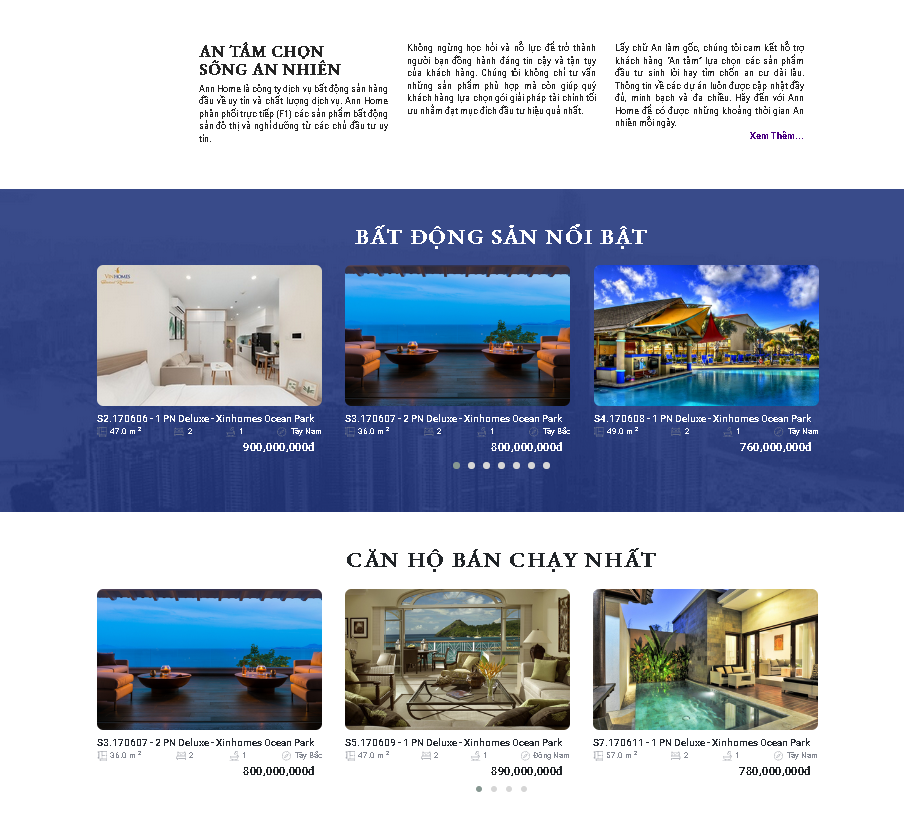 AN TÂM CHỌN
SỐNG AN NHIÊN
Ann Home là công ty dịch vụ bất động sản hàng
đầu về uy tín và chất lượng dịch vụ. Ann Home
phân phối trực tiếp (F1) các sản phẩm bất động
sản đô thị và nghỉ dưỡng từ các chủ đầu tư uy
tín.
Không ngừng học hỏi và nỗ lực để trở thành
người bạn đồng hành đáng tin cậy và tận tụy
của khách hàng. Chúng tôi không chỉ tư vấn
những sản phẩm phù hợp mà còn giúp quý
khách hàng lựa chọn gói giải pháp tài chính tối
ưu nhằm đạt mục đích đầu tư hiệu quả nhất.
Lấy chữ An làm gốc, chúng tôi cam kết hỗ trợ
khách hàng "An tâm" lựa chọn các sản phẩm
đầu tư sinh lời hay tìm chốn an cư dài lâu.
Thông tin về các dự án luôn được cập nhật đầy
đủ, minh bạch và đa chiều. Hãy đến với Ann
Home để có được những khoảng thời gian An
nhiên mỗi ngày.
Xem Thêm...
BẤT ĐỘNG SẢN NỔI BẬT
VINHOMES
S2.170606 - 1 PN Deluxe - Xinhomes Ocean Park
47.0 m² 2 1 Tây Nam
900,000,000đ
S3.170607 - 2 PN Deluxe - Xinhomes Ocean Park
36.0 m² 2 1 Tây Bắc
800,000,000đ
S4.170608 - 1 PN Deluxe - Xinhomes Ocean Park
49.0 m² 2 1 Tây Nam
760,000,000đ
CĂN HỘ BÁN CHẠY NHẤT
S3.170607 - 2 PN Deluxe - Xinhomes Ocean Park
36.0 m² 2 1 Tây Bắc
800,000,000đ
S5.170609 - 1 PN Deluxe - Xinhomes Ocean Park
47.0 m² 2 1 Đông Nam
890,000,000đ
S7.170611 - 1 PN Deluxe - Xinhomes Ocean Park
57.0 m² 2 1 Tây Nam
780,000,000đ